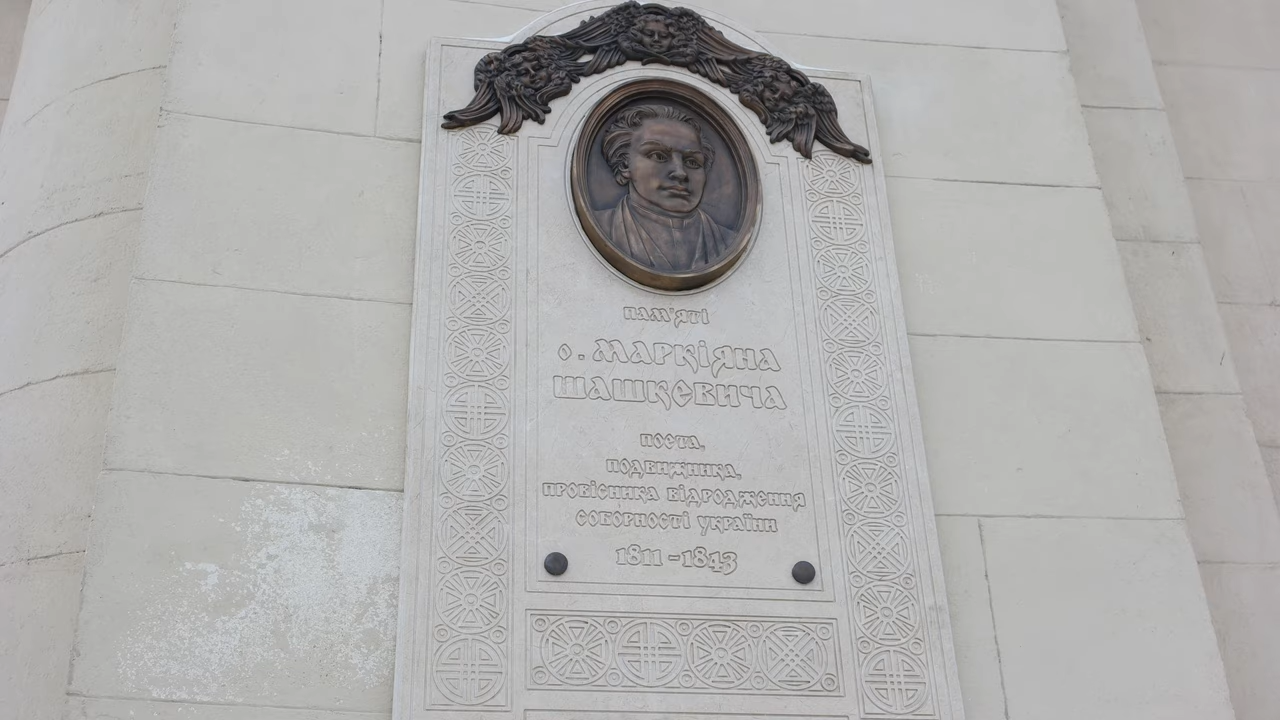 ПАМ'ЯТІ
о. МАРКІЯНА
ШАШКЕВИЧА
ПОЕТА,
ПОДВИЖНИКА,
ПРОВІСНИКА ВІДРОДЖЕННЯ
СОБОРНОСТІ УКРАЇНИ
1811-1843